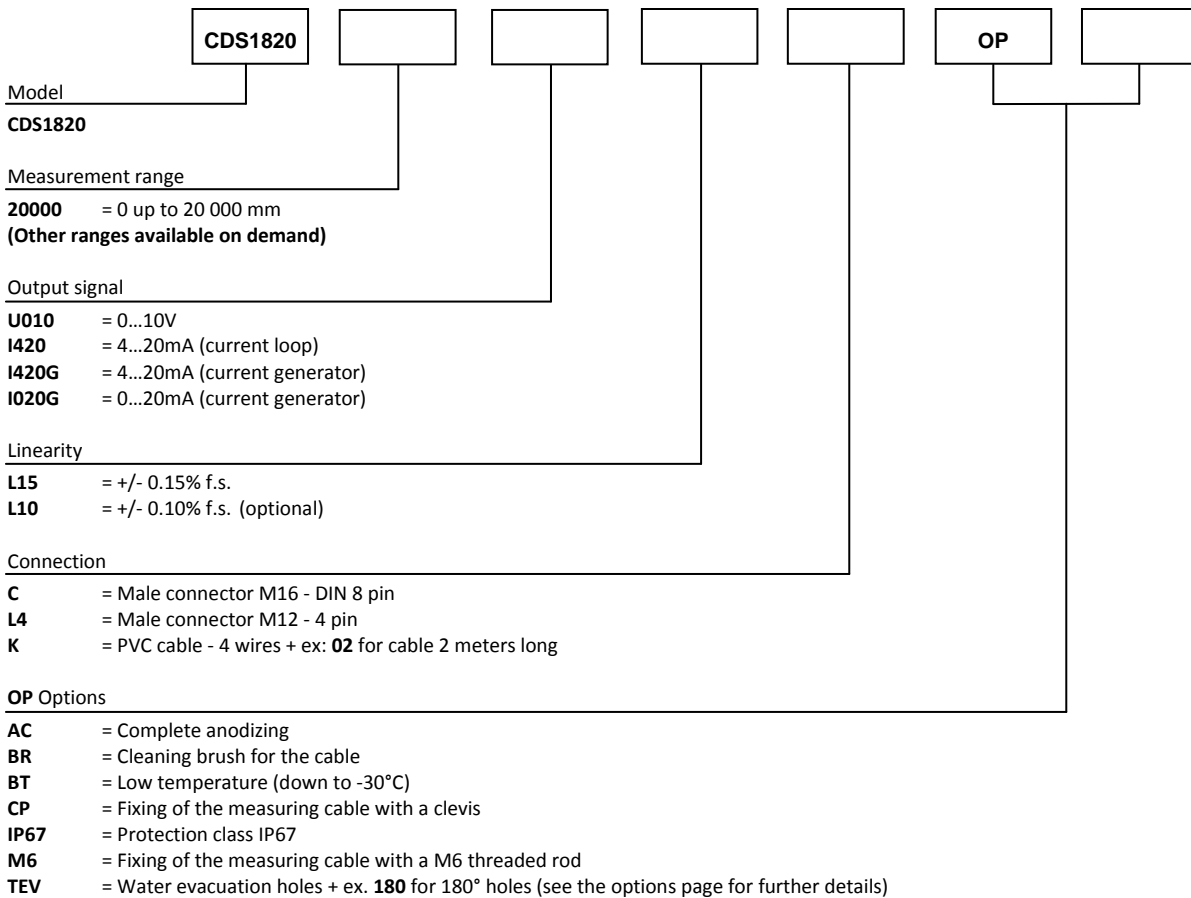 CDS1820 OP
Model
CDS1820
Measurement range
20000 = 0 up to 20 000 mm
(Other ranges available on demand)
Output signal
U010 = 0...10V
I420 = 4...20mA (current loop)
I420G = 4...20mA (current generator)
I020G = 0...20mA (current generator)
Linearity
L15 = +/- 0.15% f.s.
L10 = +/- 0.10% f.s. (optional)
Connection
C = Male connector M16 - DIN 8 pin
L4 = Male connector M12 - 4 pin
K = PVC cable - 4 wires + ex: 02 for cable 2 meters long
OP Options
AC = Complete anodizing
BR = Cleaning brush for the cable
BT = Low temperature (down to -30°C)
CP = Fixing of the measuring cable with a clevis
IP67 = Protection class IP67
M6 = Fixing of the measuring cable with a M6 threaded rod
TEV = Water evacuation holes + ex. 180 for 180° holes (see the options page for further details)